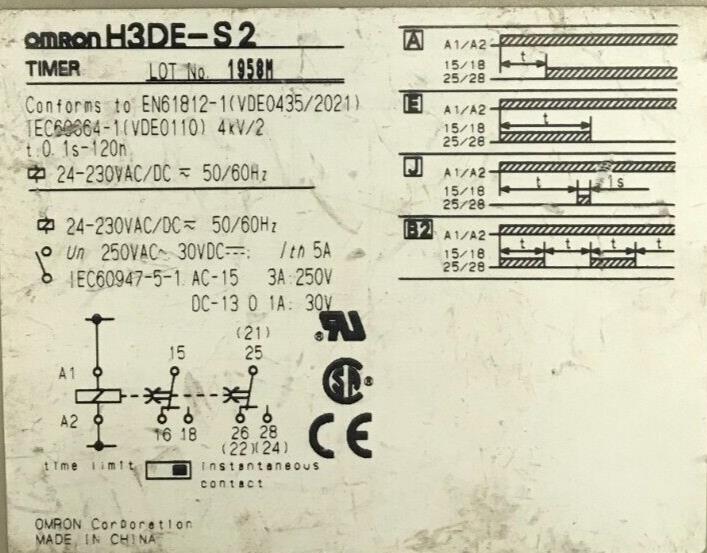 OMRON H3DE-S2
TIMER LOT No. 1958M
Conforms to EN61812-1(VDE0435/2021)
IEC60664-1(VDE0110) 4kV/2
t 0.1s-120h
24-230VAC/DC ≂ 50/60Hz
24-230VAC/DC ≂ 50/60Hz
Un 250VAC~ 30VDC⎓: Ith 5A
IEC60947-5-1 AC-15 3A:250V
DC-13 0.1A: 30V
(21)
15 25
A1
A2
16 18 26 28
(22)(24)
time limit instantaneous
contact
OMRON Corporation
MADE IN CHINA
RU
SA
CE
A A1/A2
t
15/18
25/28
E A1/A2
t
15/18
25/28
J A1/A2
t 1s
15/18
25/28
B2 A1/A2
t t t t
15/18
25/28